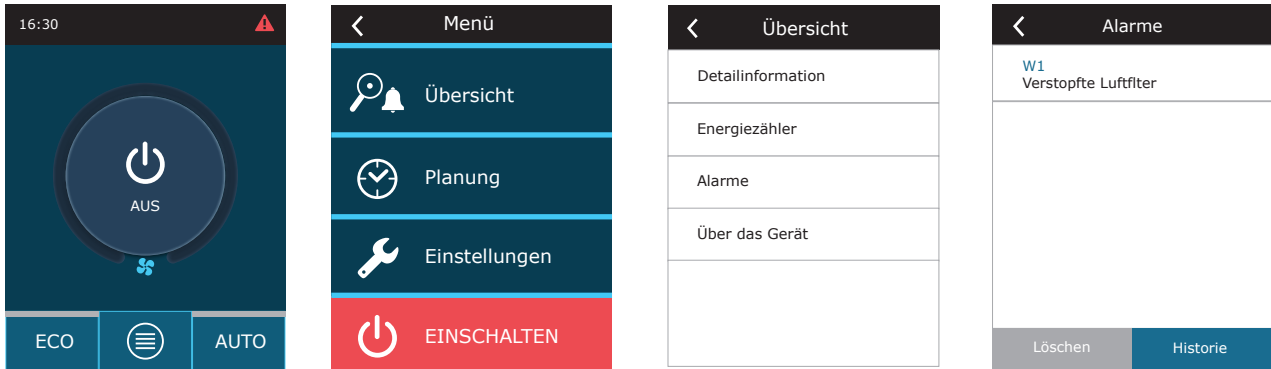 16:30
AUS
ECO
AUTO
Menü
Übersicht
Planung
Einstellungen
EINSCHALTEN
Übersicht
Detailinformation
Energiezähler
Alarme
Über das Gerät
Alarme
W1
Verstopfte Luftflter
Löschen
Historie